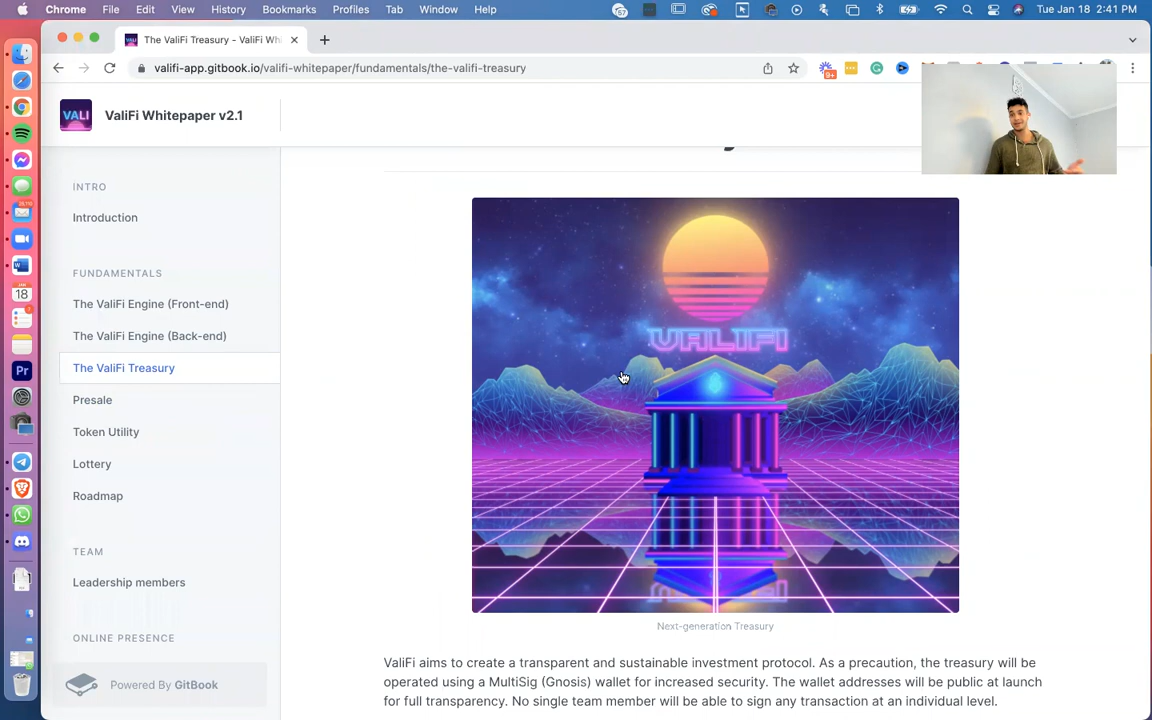 Chrome File Edit View History Bookmarks Profiles Tab Window Help
57
Tue Jan 18 2:41 PM
The ValiFi Treasury - ValiFi Wh
valifi-app.gitbook.io/valifi-whitepaper/fundamentals/the-valifi-treasury
9+
VALI
ValiFi Whitepaper v2.1
INTRO
Introduction
FUNDAMENTALS
The ValiFi Engine (Front-end)
The ValiFi Engine (Back-end)
The ValiFi Treasury
Presale
Token Utility
Lottery
Roadmap
TEAM
Leadership members
ONLINE PRESENCE
Powered By GitBook
18
Pr
VALIFI
Next-generation Treasury
ValiFi aims to create a transparent and sustainable investment protocol. As a precaution, the treasury will be
operated using a MultiSig (Gnosis) wallet for increased security. The wallet addresses will be public at launch
for full transparency. No single team member will be able to sign any transaction at an individual level.